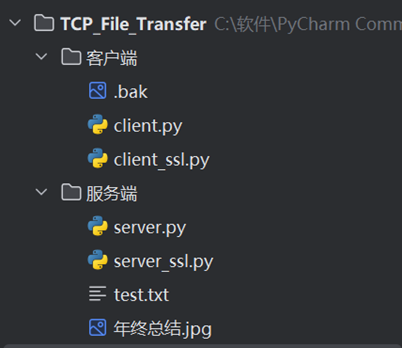 TCP_File_Transfer C:\软件\PyCharm Comm
客户端
.bak
client.py
client_ssl.py
服务端
server.py
server_ssl.py
test.txt
年终总结.jpg